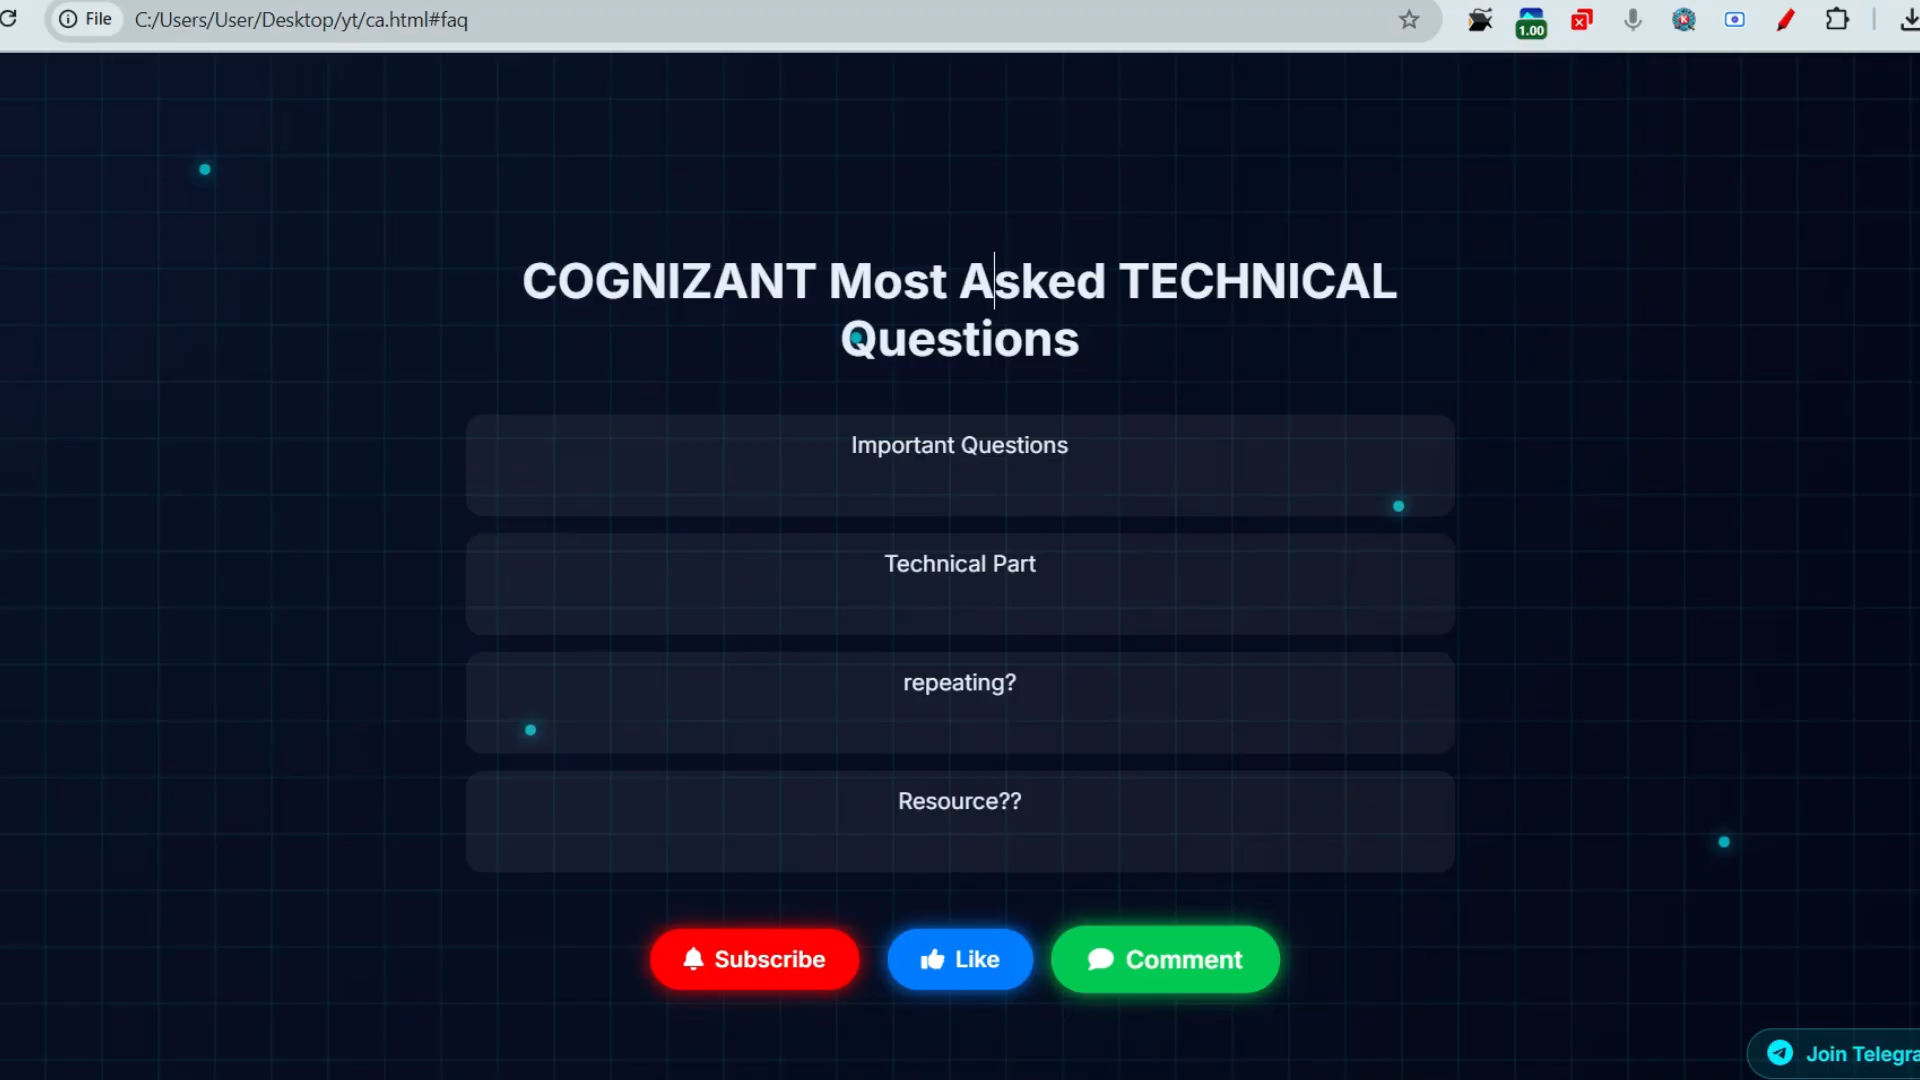 File C:/Users/User/Desktop/yt/ca.html#faq
1.00
COGNIZANT Most Asked TECHNICAL
Questions
Important Questions
Technical Part
repeating?
Resource??
Subscribe Like Comment
Join Telegra